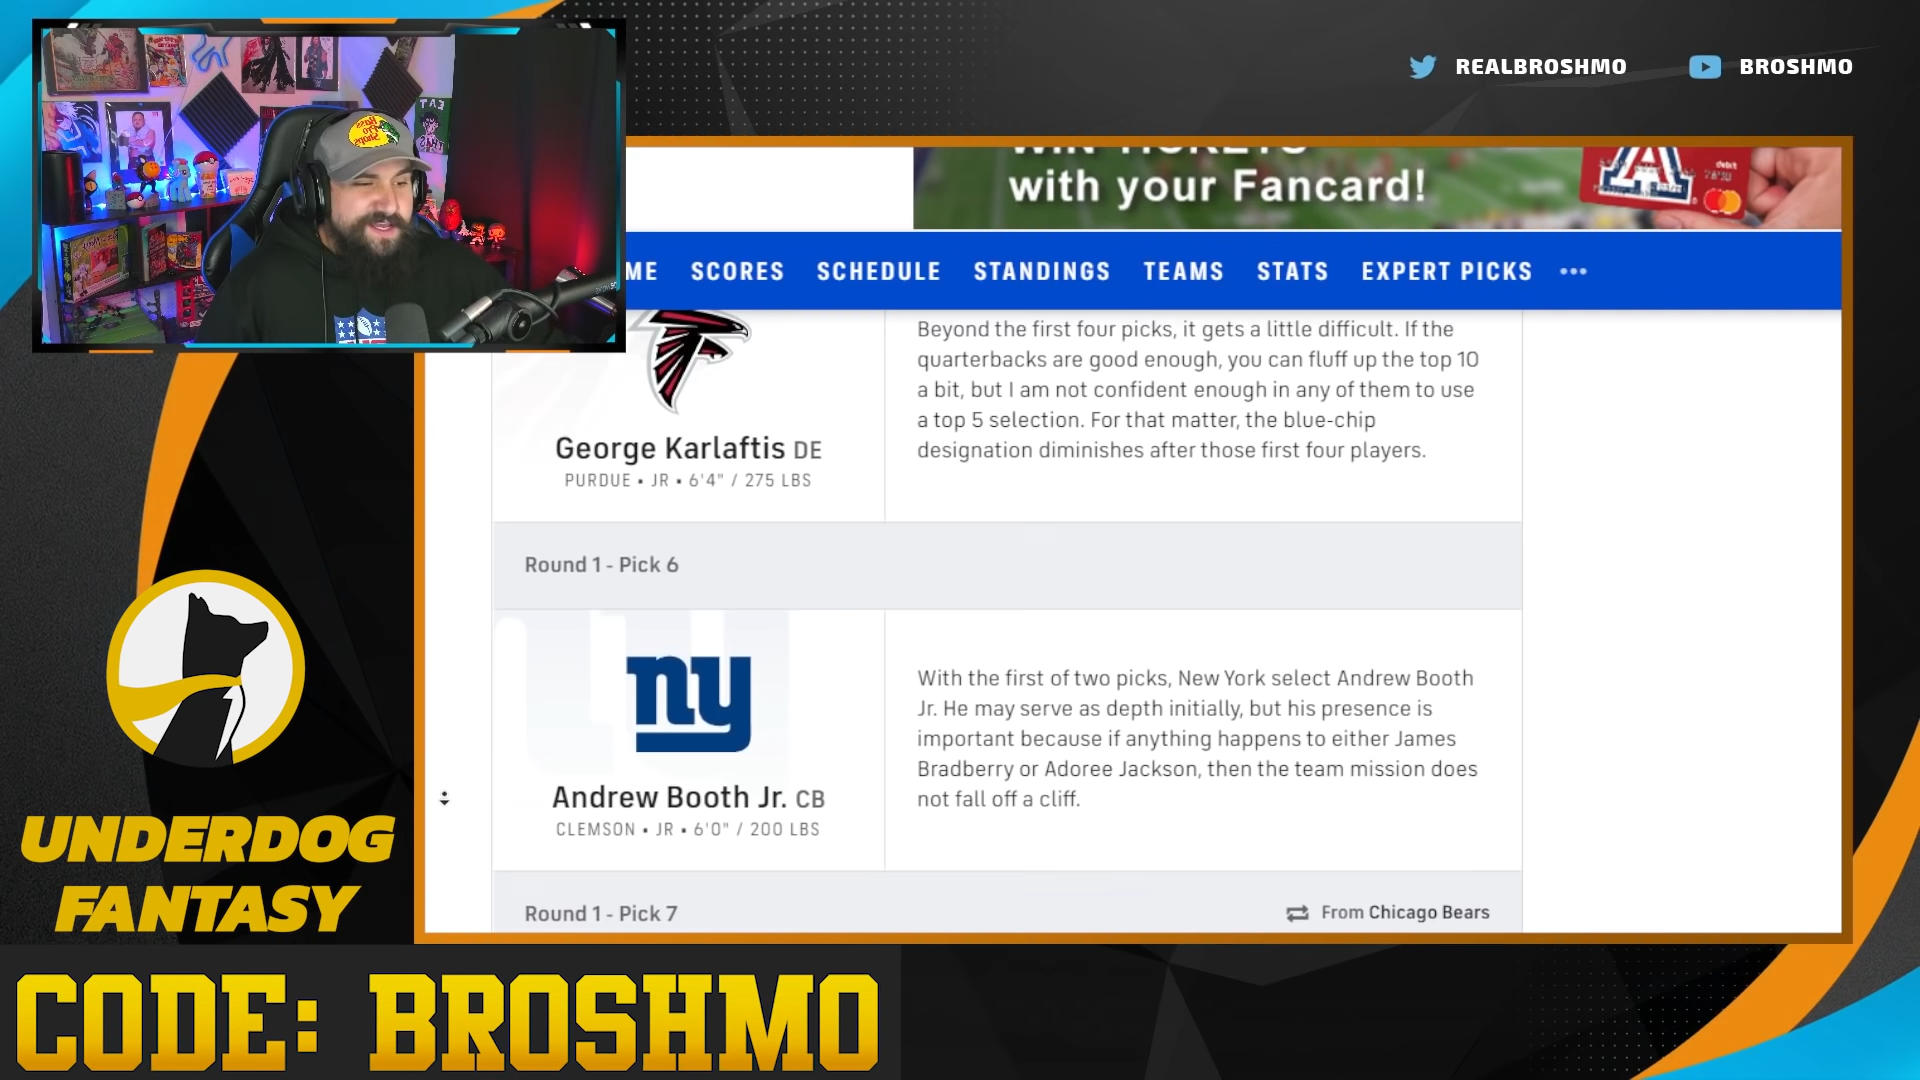 REALBROSHMO
BROSHMO
with your Fancard!
debit
ME SCORES SCHEDULE STANDINGS TEAMS STATS EXPERT PICKS •••
Beyond the first four picks, it gets a little difficult. If the
quarterbacks are good enough, you can fluff up the top 10
a bit, but I am not confident enough in any of them to use
a top 5 selection. For that matter, the blue-chip
designation diminishes after those first four players.
George Karlaftis DE
PURDUE • JR • 6'4" / 275 LBS
Round 1 - Pick 6
ny
With the first of two picks, New York select Andrew Booth
Jr. He may serve as depth initially, but his presence is
important because if anything happens to either James
Bradberry or Adoree Jackson, then the team mission does
not fall off a cliff.
Andrew Booth Jr. CB
CLEMSON • JR • 6'0" / 200 LBS
Round 1 - Pick 7
From Chicago Bears
UNDERDOG
FANTASY
CODE: BROSHMO
Bass
Pro
Shops
EAT
A